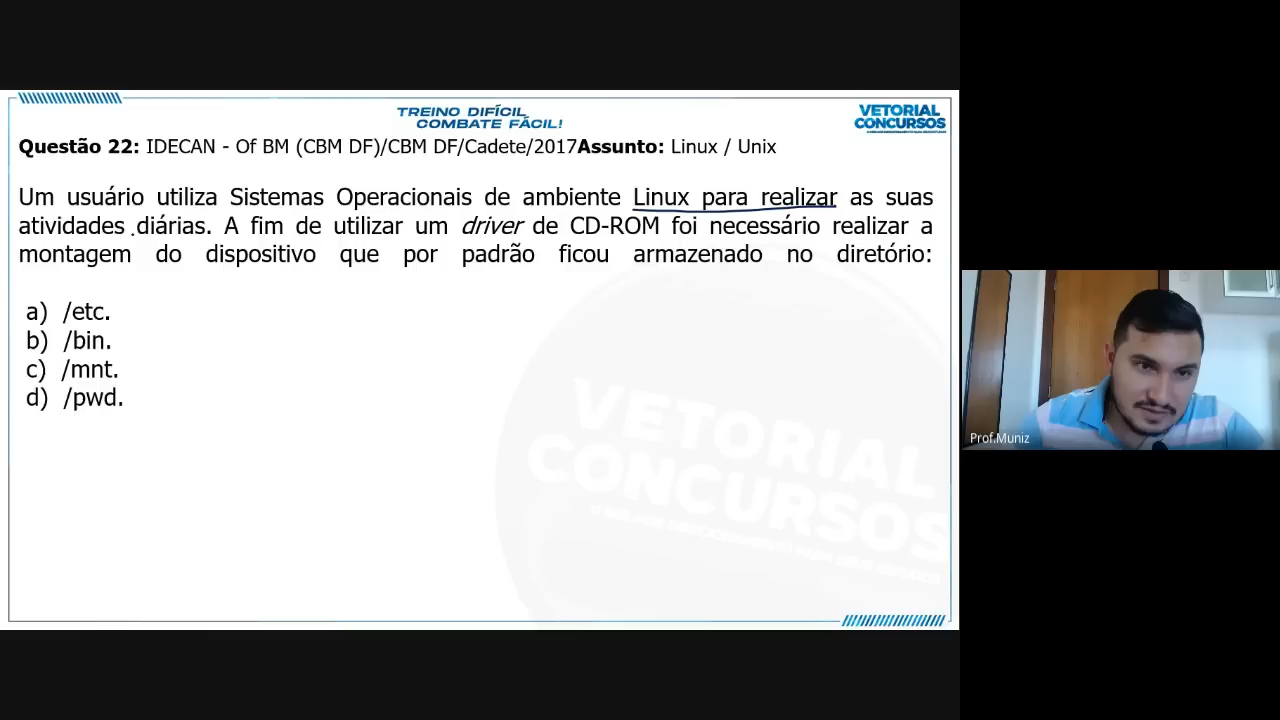 TREINO DIFÍCIL,
COMBATE FÁCIL!
VETORIAL
CONCURSOS
Questão 22: IDECAN - Of BM (CBM DF)/CBM DF/Cadete/2017Assunto: Linux / Unix
Um usuário utiliza Sistemas Operacionais de ambiente Linux para realizar as suas
atividades diárias. A fim de utilizar um driver de CD-ROM foi necessário realizar a
montagem do dispositivo que por padrão ficou armazenado no diretório:
a) /etc.
b) /bin.
c) /mnt.
d) /pwd.
VETORIAL
CONCURSOS
Prof.Muniz